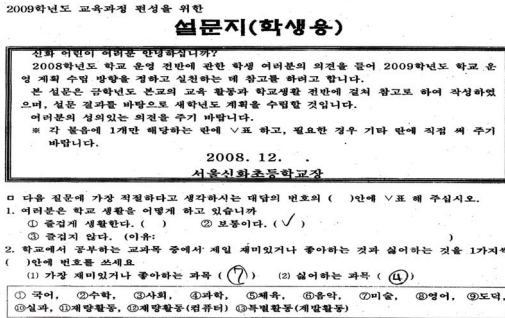 2009학년도 교육과정 편성을 위한
설문지(학생용)
신화 어린이 여러분 안녕하십니까?
2008학년도 학교 운영 전반에 관한 학생 여러분의 의견을 들어 2009학년도 학교 운
영 계획 수립 방향을 정하고 실천하는 데 참고를 하려고 합니다.
본 설문은 금학년도 본교의 교육 활동과 학교생활 전반에 걸쳐 참고로 하여 작성하였
으며, 설문 결과를 바탕으로 새학년도 계획을 수립할 것입니다.
여러분의 성의있는 의견을 주기 바랍니다.
※ 각 물음에 1개만 해당하는 란에 ∨표 하고, 필요한 경우 기타 란에 직접 써 주기
바랍니다.
2008. 12. .
서울신화초등학교장
□ 다음 질문에 가장 적절하다고 생각하시는 대답의 번호의 ( )안에 ∨표 해 주십시오.
1. 여러분은 학교 생활을 어떻게 하고 있습니까
① 즐겁게 생활한다. ( ) ② 보통이다. (∨)
③ 즐겁지 않다. (이유: )
2. 학교에서 공부하는 교과목 중에서 제일 재미있거나 좋아하는 것과 싫어하는 것을 1가지씩
( )안에 번호를 쓰세요
(1) 가장 재미있거나 좋아하는 과목 (⑦) (2) 싫어하는 과목 (④)
① 국어, ②수학, ③사회, ④과학, ⑤체육, ⑥음악, ⑦미술, ⑧영어, ⑨도덕,
⑩실과, ⑪재량활동, ⑫재량활동(컴퓨터) ⑬특별활동(계발활동)